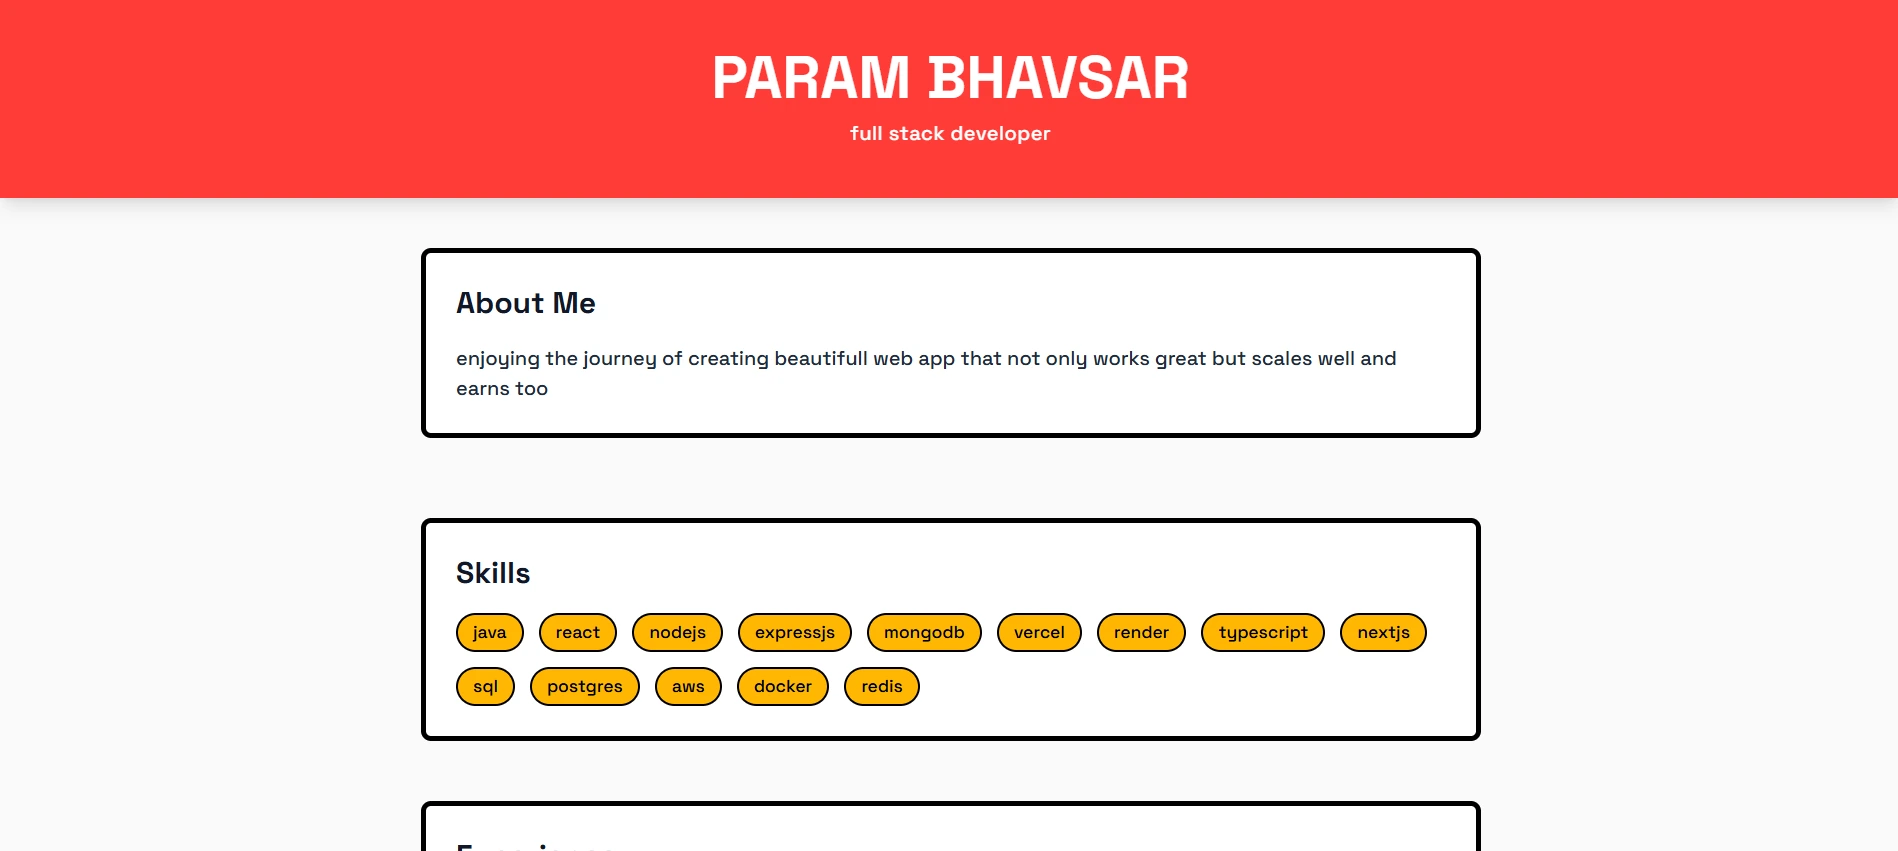 PARAM BHAVSAR
full stack developer
About Me
enjoying the journey of creating beautifull web app that not only works great but scales well and
earns too
Skills
java react nodejs expressjs mongodb vercel render typescript nextjs
sql postgres aws docker redis